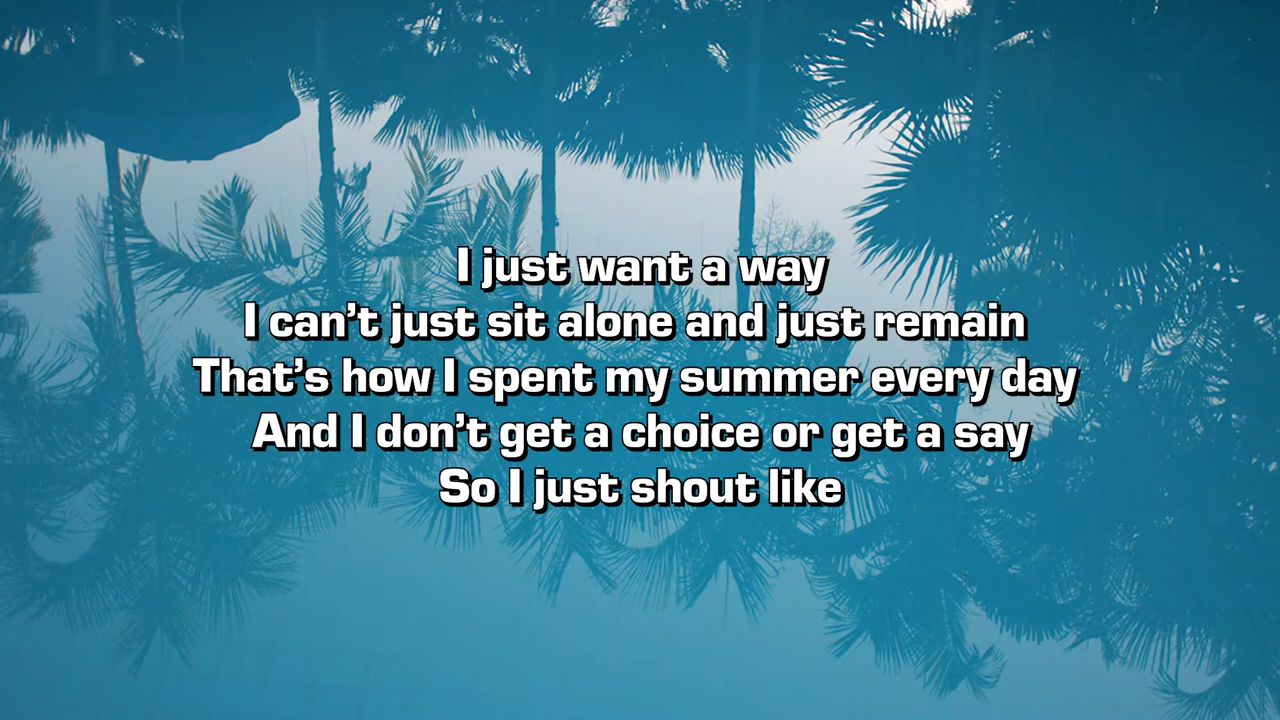 I just want a way
I can’t just sit alone and just remain
That’s how I spent my summer every day
And I don’t get a choice or get a say
So I just shout like